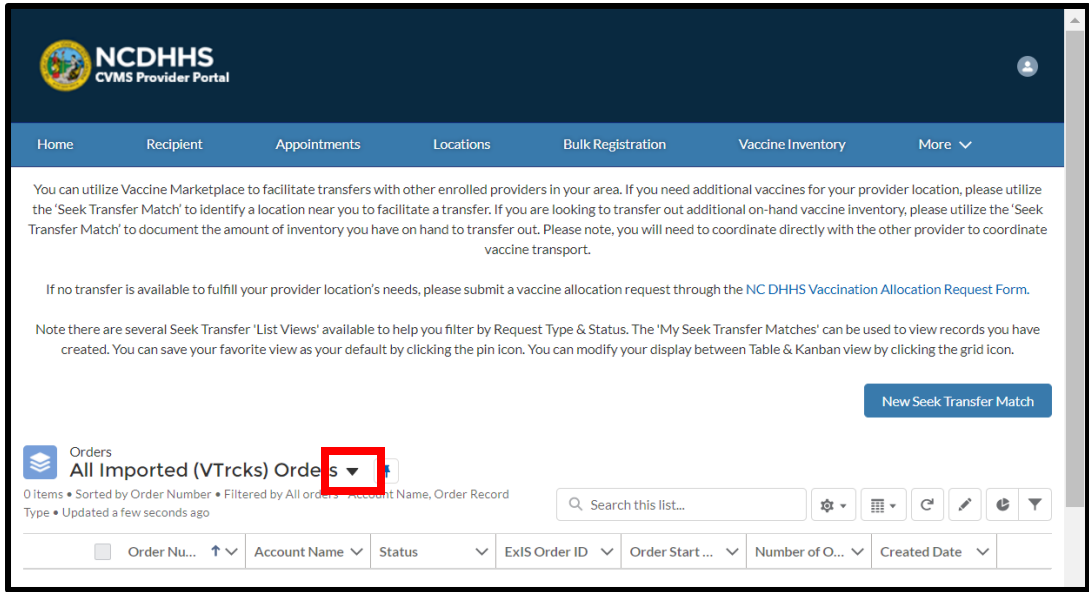 NCDHHS
CVMS Provider Portal
Home Recipient Appointments Locations Bulk Registration Vaccine Inventory More
You can utilize Vaccine Marketplace to facilitate transfers with other enrolled providers in your area. If you need additional vaccines for your provider location, please utilize
the ‘Seek Transfer Match’ to identify a location near you to facilitate a transfer. If you are looking to transfer out additional on-hand vaccine inventory, please utilize the ‘Seek
Transfer Match’ to document the amount of inventory you have on hand to transfer out. Please note, you will need to coordinate directly with the other provider to coordinate
vaccine transport.
If no transfer is available to fulfill your provider location’s needs, please submit a vaccine allocation request through the NC DHHS Vaccination Allocation Request Form.
Note there are several Seek Transfer 'List Views' available to help you filter by Request Type & Status. The 'My Seek Transfer Matches' can be used to view records you have
created. You can save your favorite view as your default by clicking the pin icon. You can modify your display between Table & Kanban view by clicking the grid icon.
New Seek Transfer Match
Orders
All Imported (VTrcks) Orders
0 items • Sorted by Order Number • Filtered by All orders - Account Name, Order Record
Type • Updated a few seconds ago
Search this list...
Order Nu... Account Name Status ExIS Order ID Order Start ... Number of O... Created Date